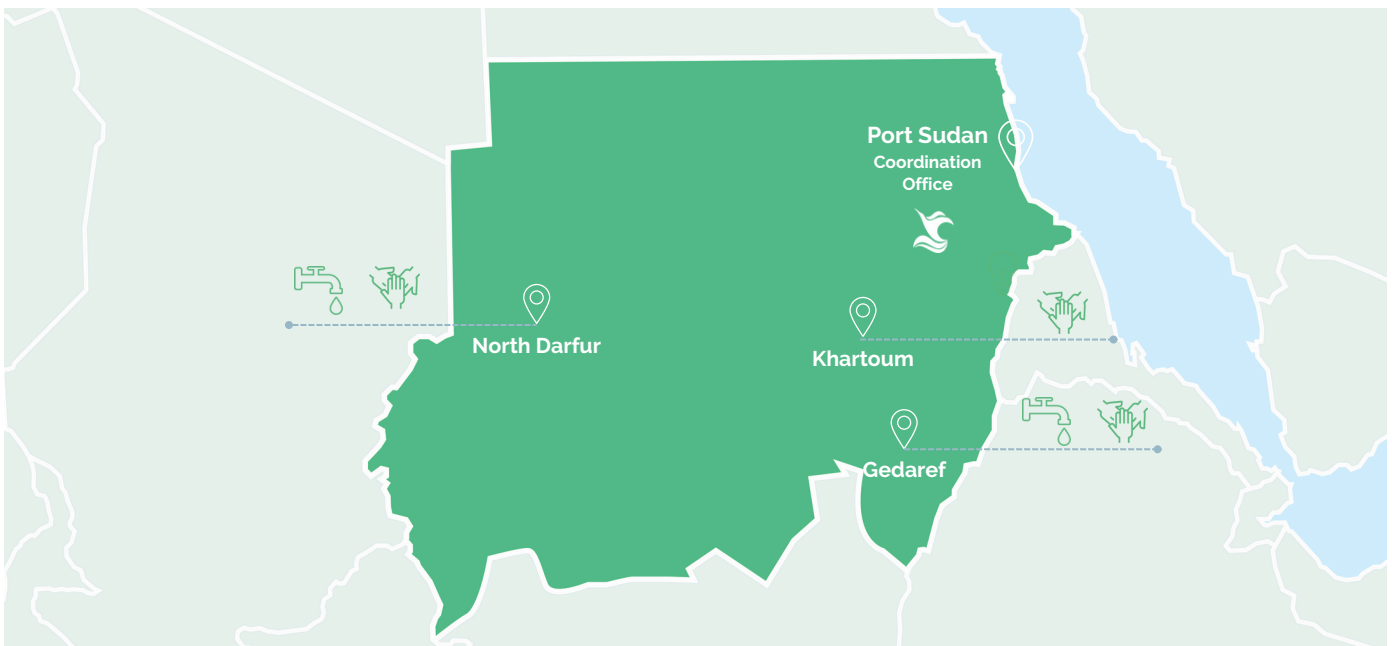 Port Sudan
Coordination
Office
North Darfur
Khartoum
Gedaref